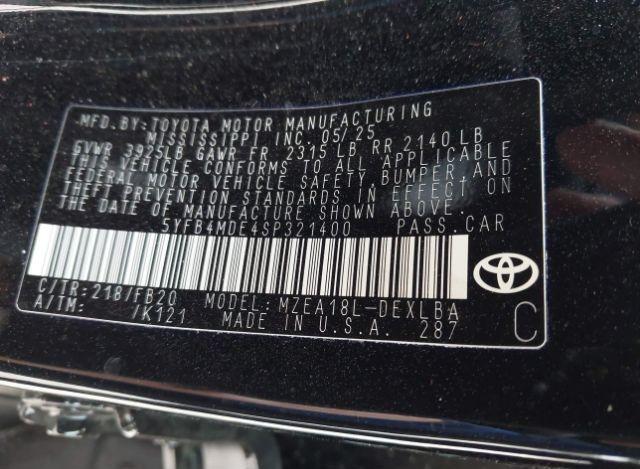 MFD. BY: TOYOTA MOTOR MANUFACTURING
MISSISSIPPI INC 05/25
GVWR 3925LB GAWR FR 2315 LB RR 2140 LB
THIS VEHICLE CONFORMS TO ALL APPLICABLE
FEDERAL MOTOR VEHICLE SAFETY, BUMPER, AND
THEFT PREVENTION STANDARDS IN EFFECT ON
THE DATE OF MANUFACTURE SHOWN ABOVE.
5YFB4MDE4SP321400 PASS. CAR
C/TR: 218/FB20 MODEL: MZEA18L-DEXLBA
A/TM: /K121 MADE IN U.S.A. 287 C